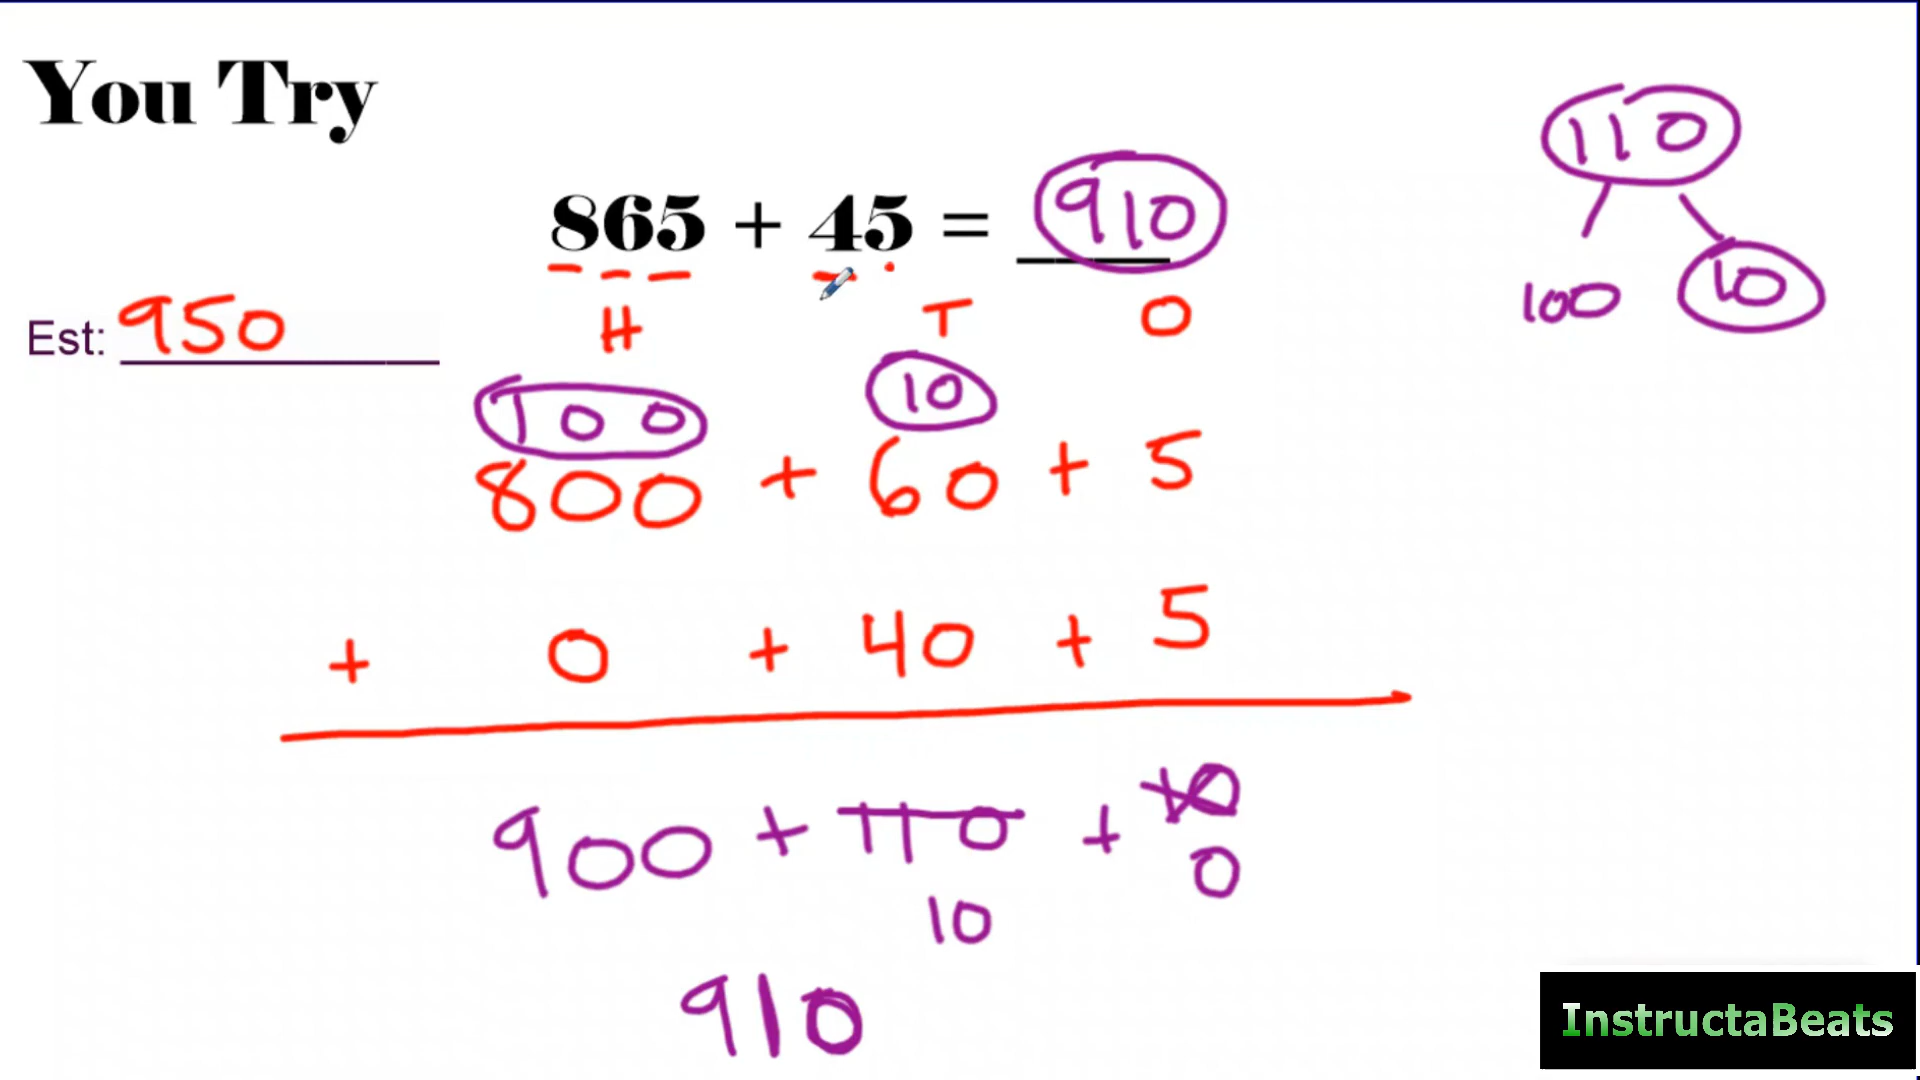 You Try
110
865 + 45 = 910
100 10
Est: 950
H T O
100 10
800 + 60 + 5
+ 0 + 40 + 5
900 + 110 + 10
0
10
910
InstructaBeats